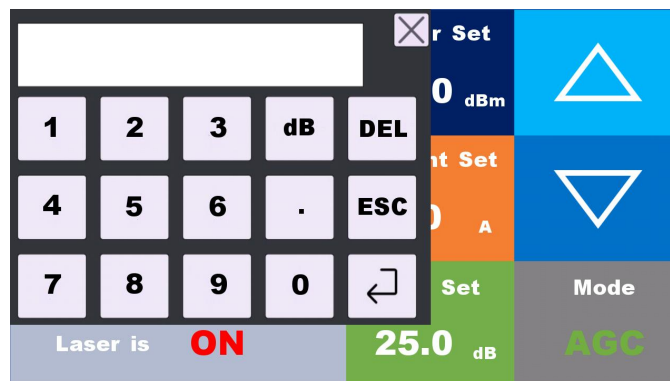 r Set
0 dBm
1 2 3 dB DEL
nt Set
4 5 6 . ESC
A
7 8 9 0
Set
Mode
Laser is ON
25.0 dB
AGC